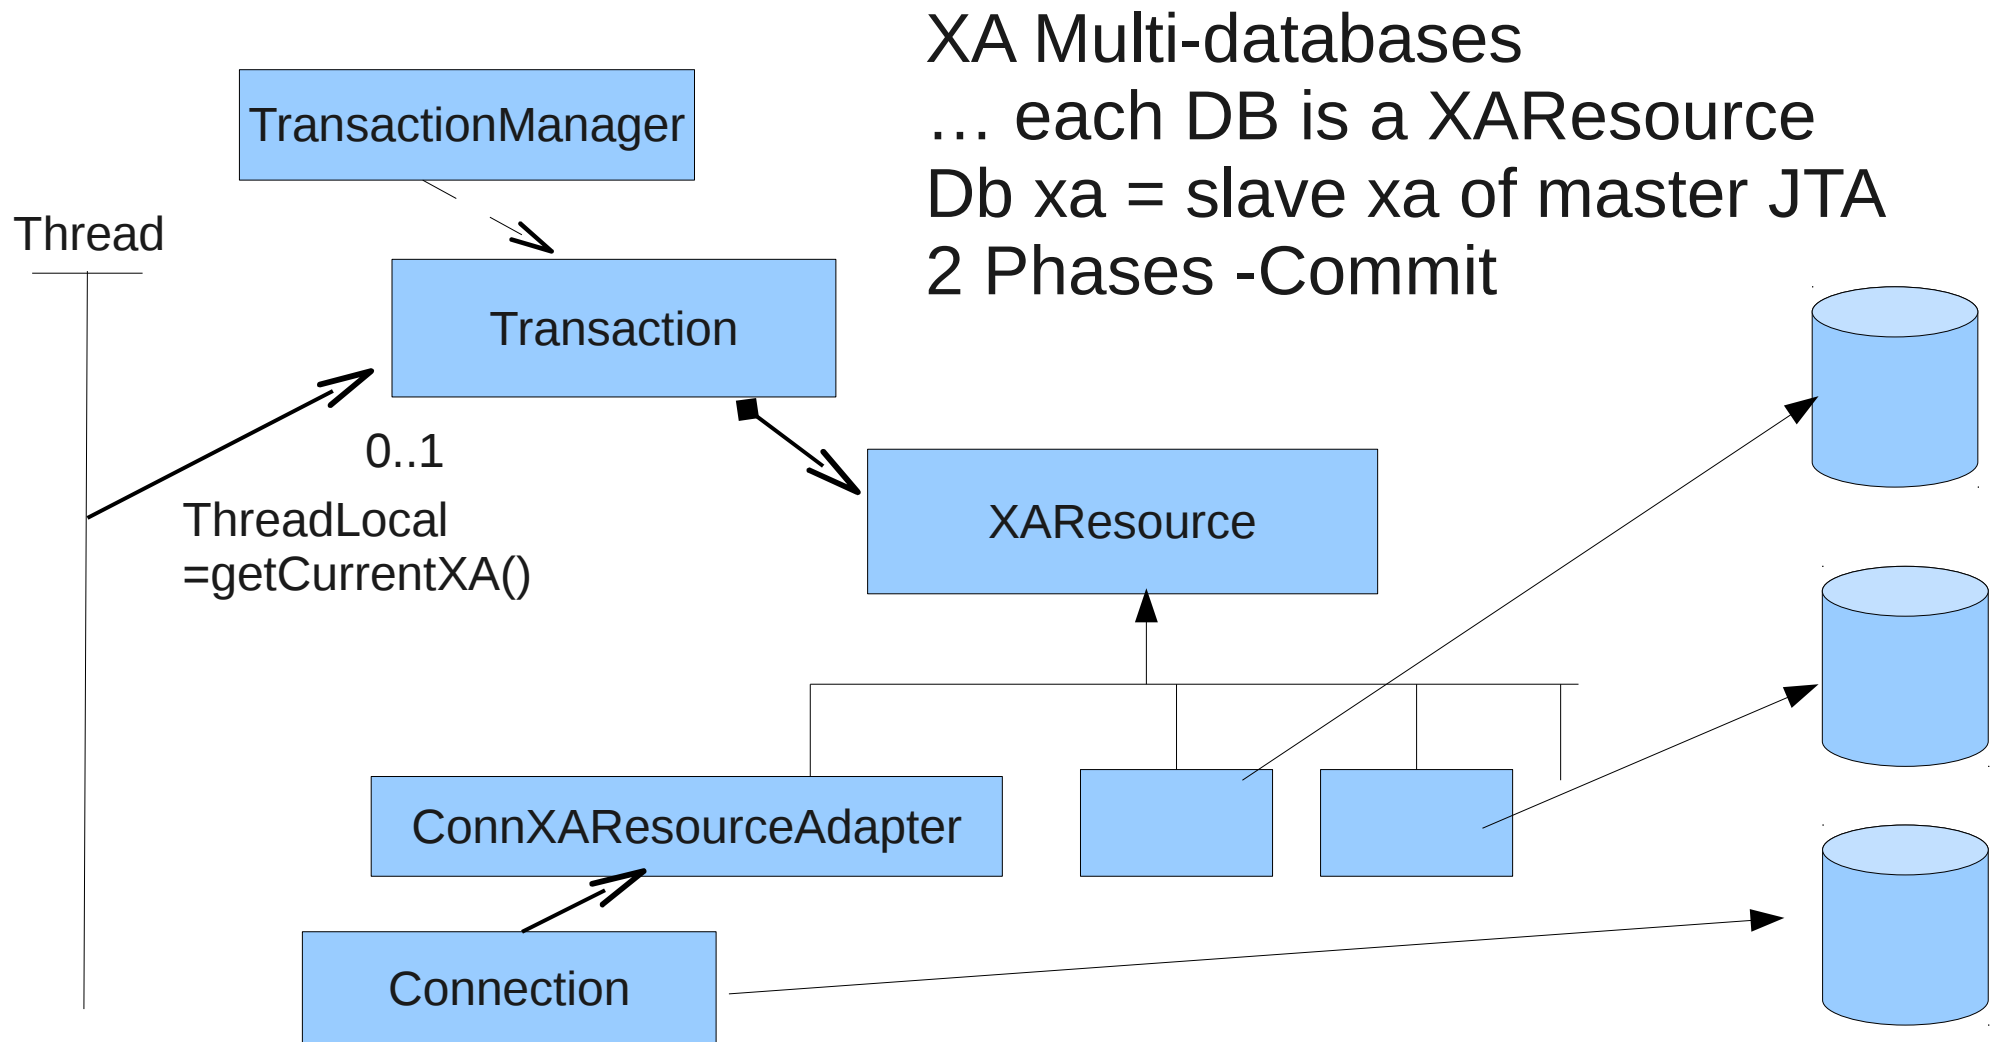 XA Multi-databases
… each DB is a XAResource
Db xa = slave xa of master JTA
2 Phases -Commit
TransactionManager
Thread
Transaction
0..1
ThreadLocal
=getCurrentXA()
XAResource
ConnXAResourceAdapter
Connection